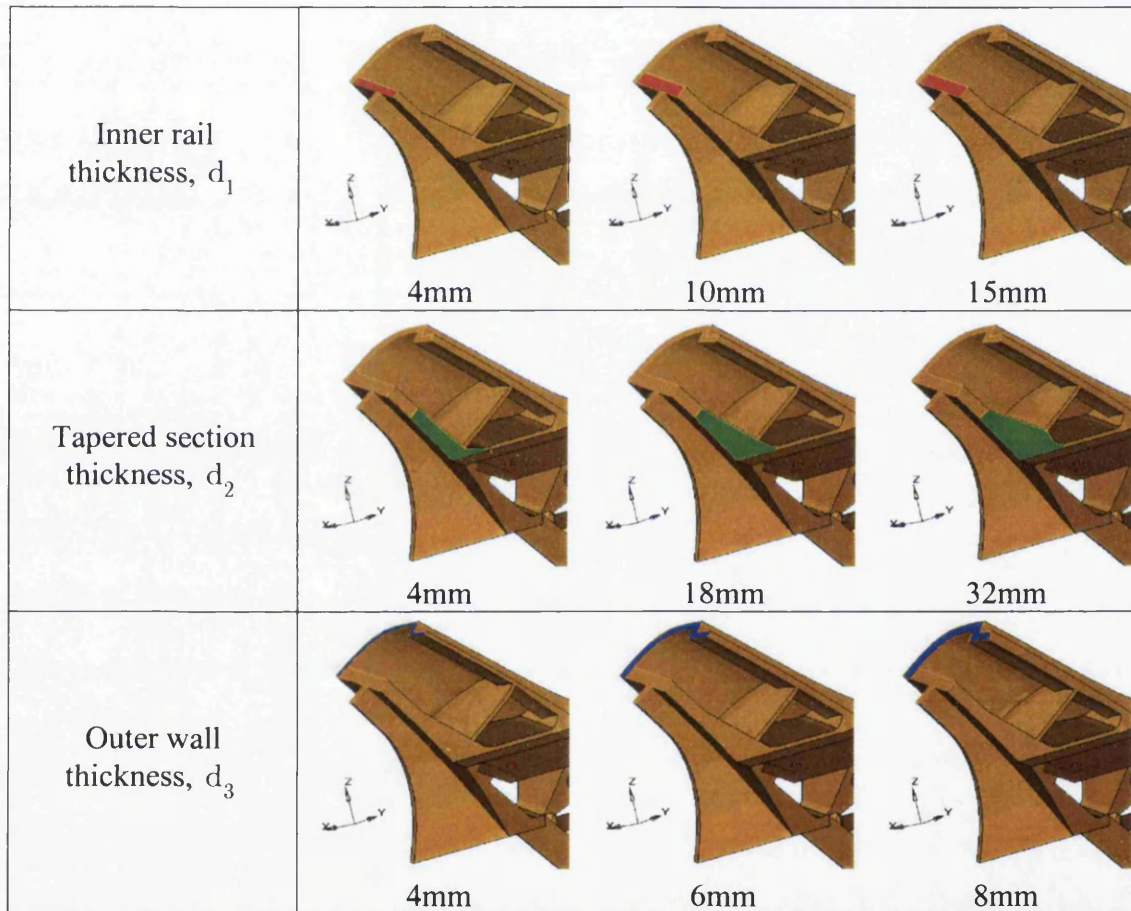 Inner rail
thickness, d₁
Z
X
Y
Z
X
Y
Z
X
Y
4mm
10mm
15mm
Tapered section
thickness, d₂
Z
X
Y
Z
X
Y
Z
X
Y
4mm
18mm
32mm
Outer wall
thickness, d₃
Z
X
Y
Z
X
Y
Z
X
Y
4mm
6mm
8mm